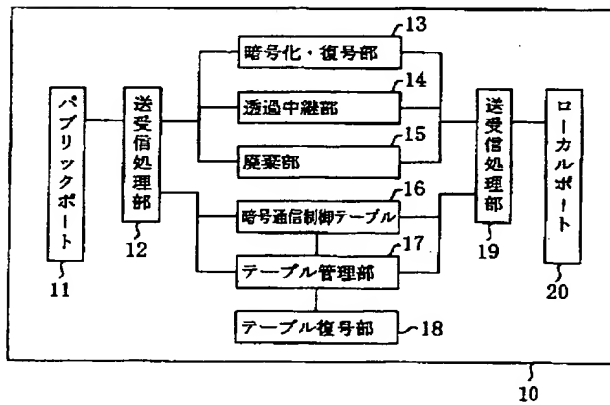 パブリックポート
11
送受信処理部
12
暗号化・復号部
13
透過中継部
14
廃棄部
15
暗号通信制御テーブル
16
テーブル管理部
17
テーブル復号部
18
送受信処理部
19
ローカルポート
20
10